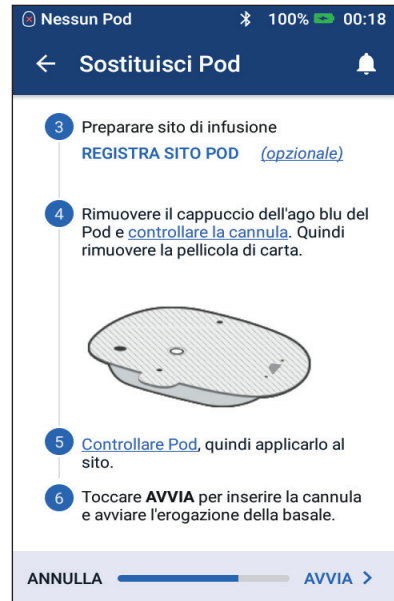 Nessun Pod 100% 00:18
Sostituisci Pod
3 Preparare sito di infusione
REGISTRA SITO POD (opzionale)
4 Rimuovere il cappuccio dell'ago blu del
Pod e controllare la cannula. Quindi
rimuovere la pellicola di carta.
5 Controllare Pod, quindi applicarlo al
sito.
6 Toccare AVVIA per inserire la cannula
e avviare l'erogazione della basale.
ANNULLA AVVIA